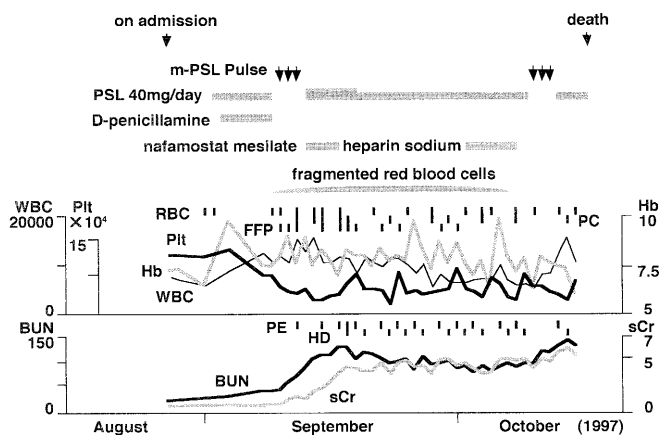 on admission
death
m-PSL Pulse
PSL 40mg/day
D-penicillamine
nafamostat mesilate
heparin sodium
fragmented red blood cells
WBC
Plt
Hb
20000
× 10⁴
15
0
RBC
FFP
PC
Plt
Hb
WBC
10
7.5
5
BUN
150
0
PE
HD
BUN
sCr
sCr
7
5
0
August
September
October
(1997)